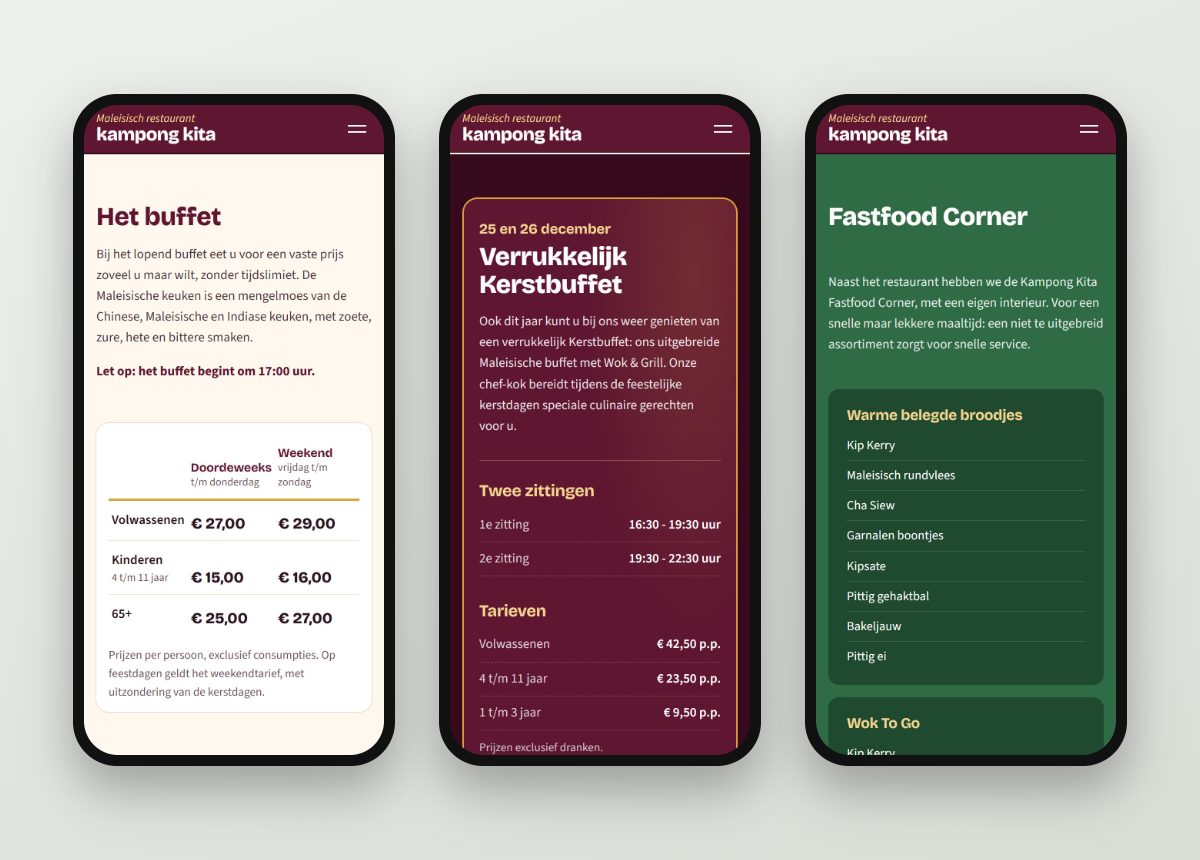 Maleisisch restaurant
kampong kita
Het buffet
Bij het lopend buffet eet u voor een vaste prijs
zoveel u maar wilt, zonder tijdslimiet. De
Maleisische keuken is een mengelmoes van de
Chinese, Maleisische en Indiase keuken, met zoete,
zure, hete en bittere smaken.
Let op: het buffet begint om 17:00 uur.
Doordeweeks
t/m donderdag
Weekend
vrijdag t/m
zondag
Volwassenen € 27,00 € 29,00
Kinderen
4 t/m 11 jaar € 15,00 € 16,00
65+ € 25,00 € 27,00
Prijzen per persoon, exclusief consumpties. Op
feestdagen geldt het weekendtarief, met
uitzondering van de kerstdagen.
Maleisisch restaurant
kampong kita
25 en 26 december
Verrukkelijk
Kerstbuffet
Ook dit jaar kunt u bij ons weer genieten van
een verrukkelijk Kerstbuffet: ons uitgebreide
Maleisische buffet met Wok & Grill. Onze
chef-kok bereidt tijdens de feestelijke
kerstdagen speciale culinaire gerechten
voor u.
Twee zittingen
1e zitting 16:30 - 19:30 uur
2e zitting 19:30 - 22:30 uur
Tarieven
Volwassenen € 42,50 p.p.
4 t/m 11 jaar € 23,50 p.p.
1 t/m 3 jaar € 9,50 p.p.
Prijzen exclusief dranken.
Maleisisch restaurant
kampong kita
Fastfood Corner
Naast het restaurant hebben we de Kampong Kita
Fastfood Corner, met een eigen interieur. Voor een
snelle maar lekkere maaltijd: een niet te uitgebreid
assortiment zorgt voor snelle service.
Warme belegde broodjes
Kip Kerry
Maleisisch rundvlees
Cha Siew
Garnalen boontjes
Kipsate
Pittig gehaktbal
Bakeljauw
Pittig ei
Wok To Go
Kip Kerry